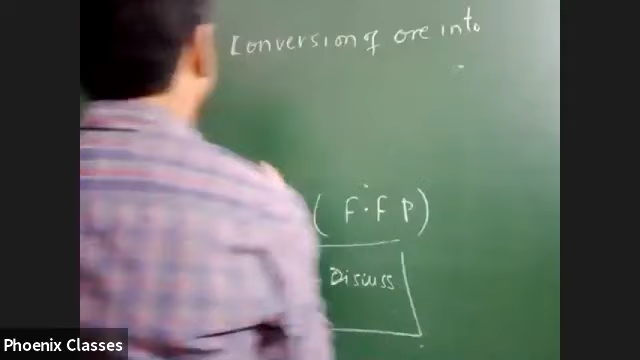 Conversion of ore into
( F.F P)
Discuss
Phoenix Classes